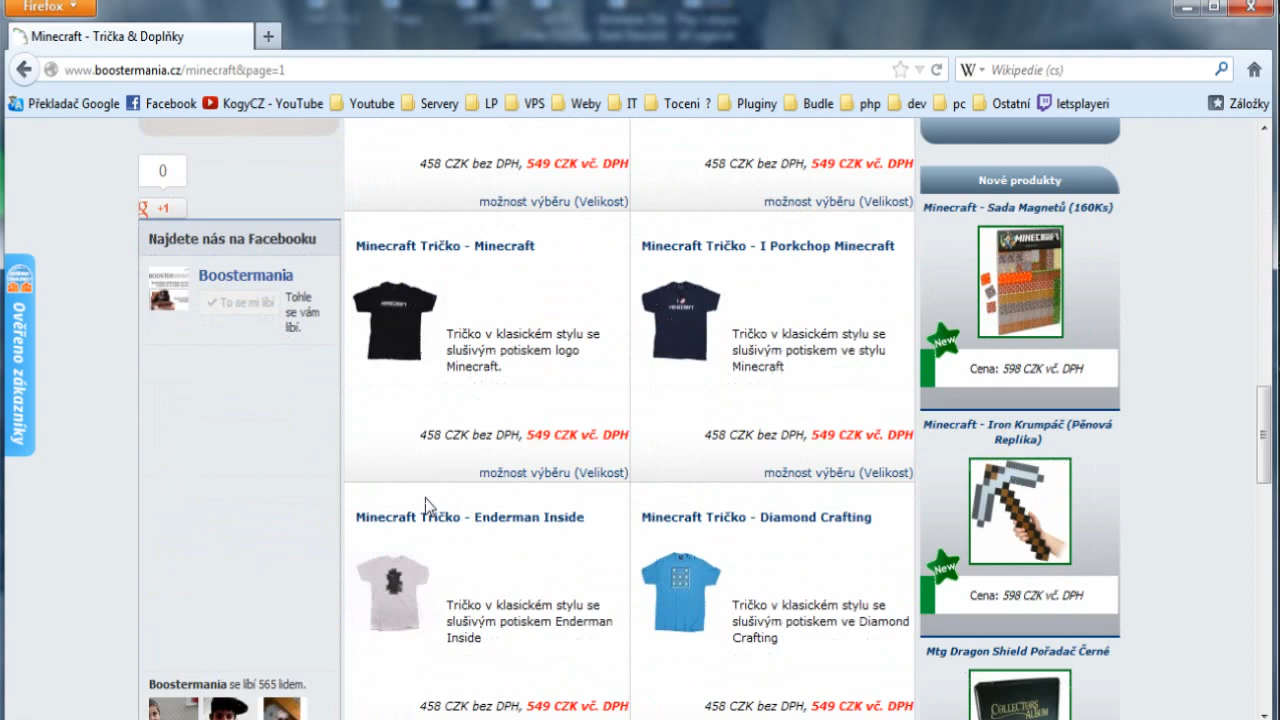 Firefox
Minecraft - Trička & Doplňky
www.boostermania.cz/minecraft&page=1
Wikipedie (cs)
Překladač Google
Facebook
KogyCZ - YouTube
Youtube
Servery
LP
VPS
Weby
IT
Toceni ?
Pluginy
Budle
php
dev
pc
Ostatní
letsplayeri
Záložky
0
+1
Najdete nás na Facebooku
Boostermania
To se mi líbí
Tohle
se vám
líbí.
Boostermania se líbí 565 lidem.
Ověřeno zákazníky
458 CZK bez DPH, 549 CZK vč. DPH
možnost výběru (Velikost)
458 CZK bez DPH, 549 CZK vč. DPH
možnost výběru (Velikost)
Minecraft Tričko - Minecraft
Tričko v klasickém stylu se
slušivým potiskem logo
Minecraft.
458 CZK bez DPH, 549 CZK vč. DPH
možnost výběru (Velikost)
Minecraft Tričko - I Porkchop Minecraft
Tričko v klasickém stylu se
slušivým potiskem ve stylu
Minecraft
458 CZK bez DPH, 549 CZK vč. DPH
možnost výběru (Velikost)
Minecraft Tričko - Enderman Inside
Tričko v klasickém stylu se
slušivým potiskem Enderman
Inside
458 CZK bez DPH, 549 CZK vč. DPH
Minecraft Tričko - Diamond Crafting
Tričko v klasickém stylu se
slušivým potiskem ve Diamond
Crafting
458 CZK bez DPH, 549 CZK vč. DPH
Nové produkty
Minecraft - Sada Magnetů (160Ks)
MINECRAFT
New
Cena: 598 CZK vč. DPH
Minecraft - Iron Krumpáč (Pěnová
Replika)
New
Cena: 598 CZK vč. DPH
Mtg Dragon Shield Pořadač Černé
COLLECTORS
ALBUM